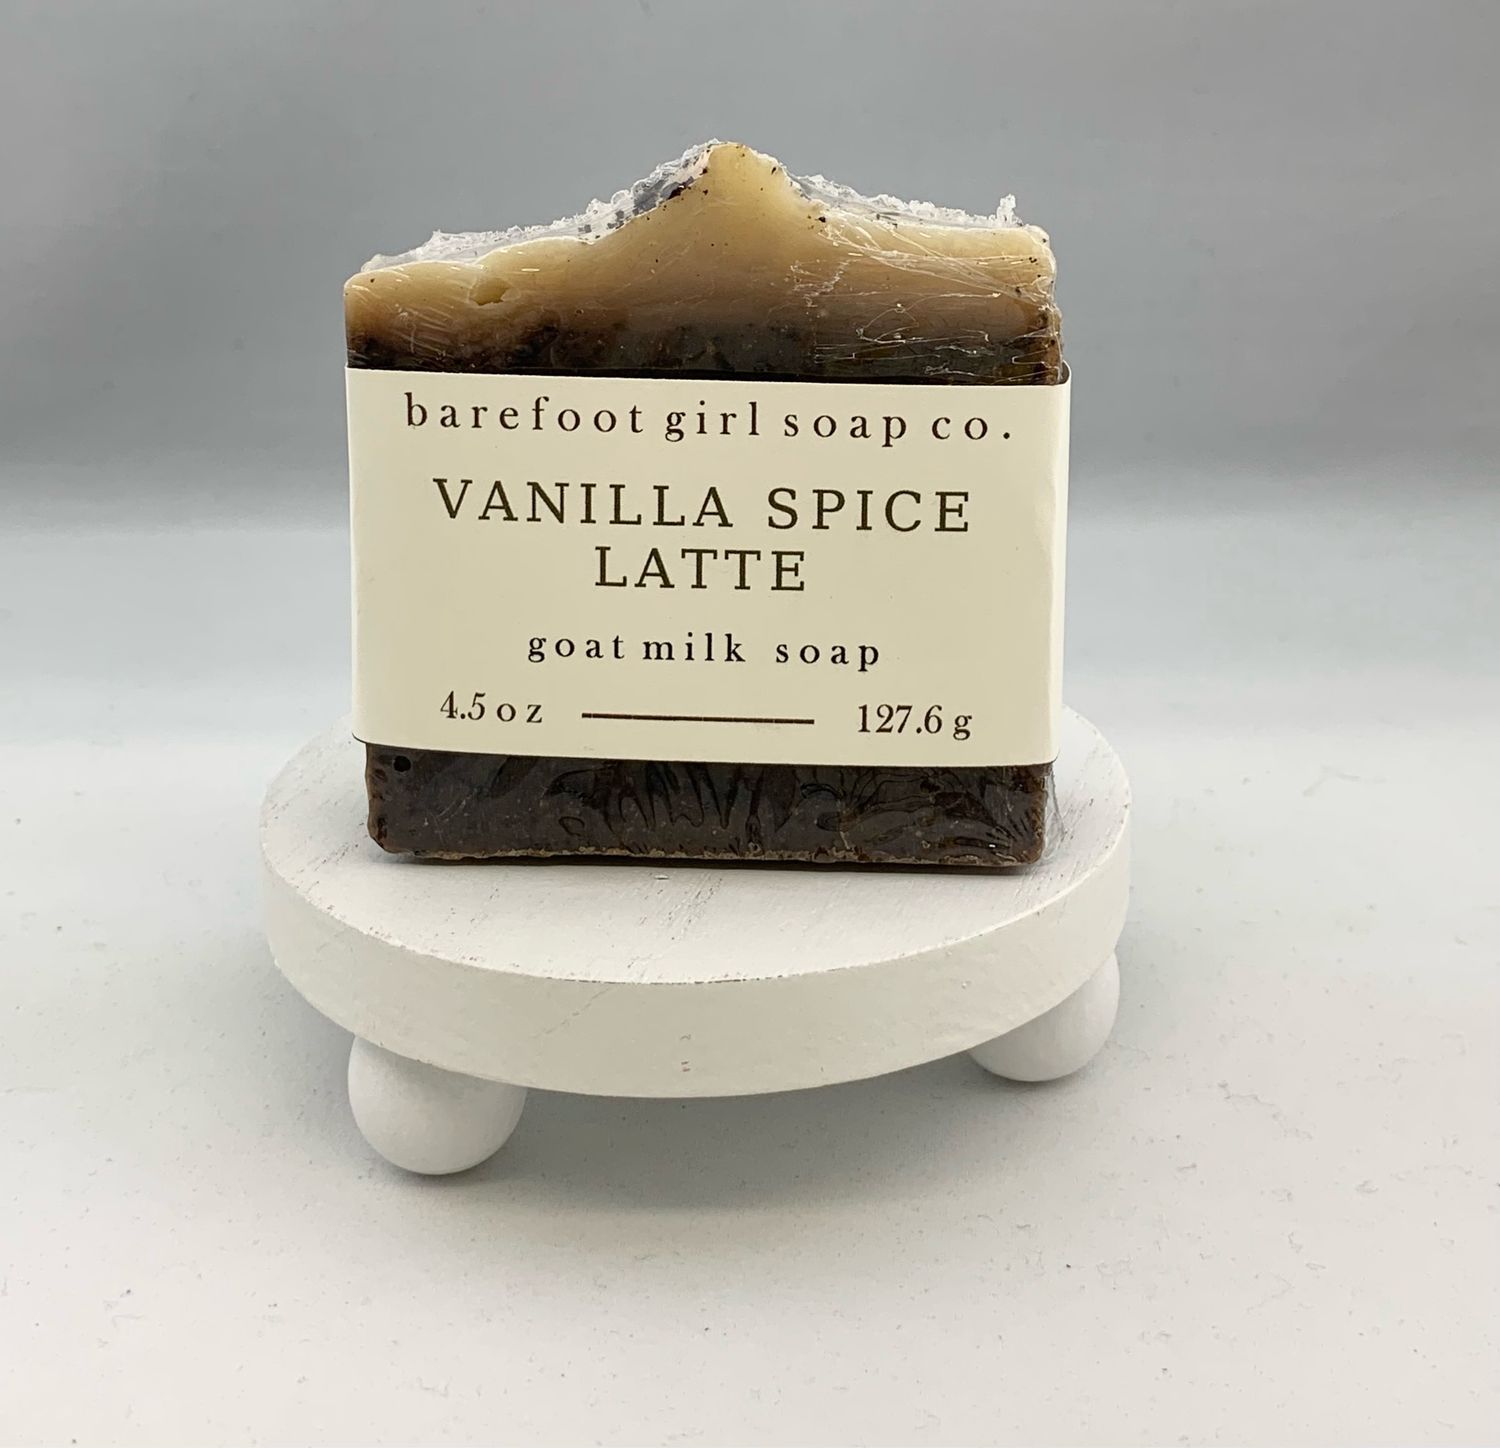 barefoot girl soap co.
VANILLA SPICE
LATTE
goat milk soap
4.5 oz 127.6 g